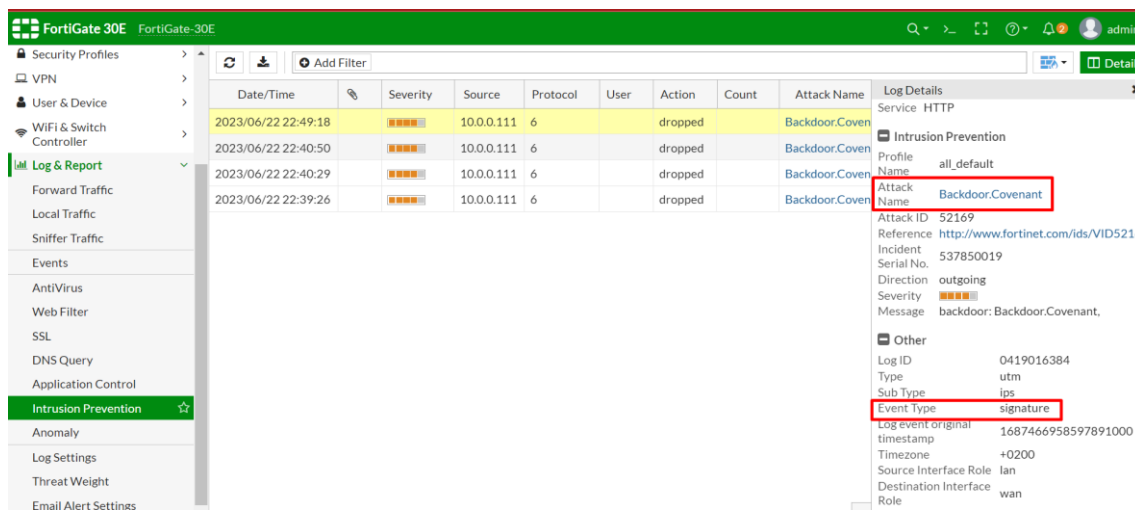 FortiGate 30E FortiGate-30E
>_ 2 admin
Security Profiles
VPN
User & Device
WiFi & Switch
Controller
Log & Report
Forward Traffic
Local Traffic
Sniffer Traffic
Events
AntiVirus
Web Filter
SSL
DNS Query
Application Control
Intrusion Prevention
Anomaly
Log Settings
Threat Weight
Email Alert Settings
Add Filter
Detail
Date/Time Severity Source Protocol User Action Count Attack Name
2023/06/22 22:49:18 10.0.0.111 6 dropped Backdoor.Coven
2023/06/22 22:40:50 10.0.0.111 6 dropped Backdoor.Coven
2023/06/22 22:40:29 10.0.0.111 6 dropped Backdoor.Coven
2023/06/22 22:39:26 10.0.0.111 6 dropped Backdoor.Coven
Log Details
Service HTTP
Intrusion Prevention
Profile
Name all_default
Attack
Name Backdoor.Covenant
Attack ID 52169
Reference http://www.fortinet.com/ids/VID521
Incident
Serial No. 537850019
Direction outgoing
Severity
Message backdoor: Backdoor.Covenant,
Other
Log ID 0419016384
Type utm
Sub Type ips
Event Type signature
Log event original
timestamp 1687466958597891000
Timezone +0200
Source Interface Role lan
Destination Interface
Role wan